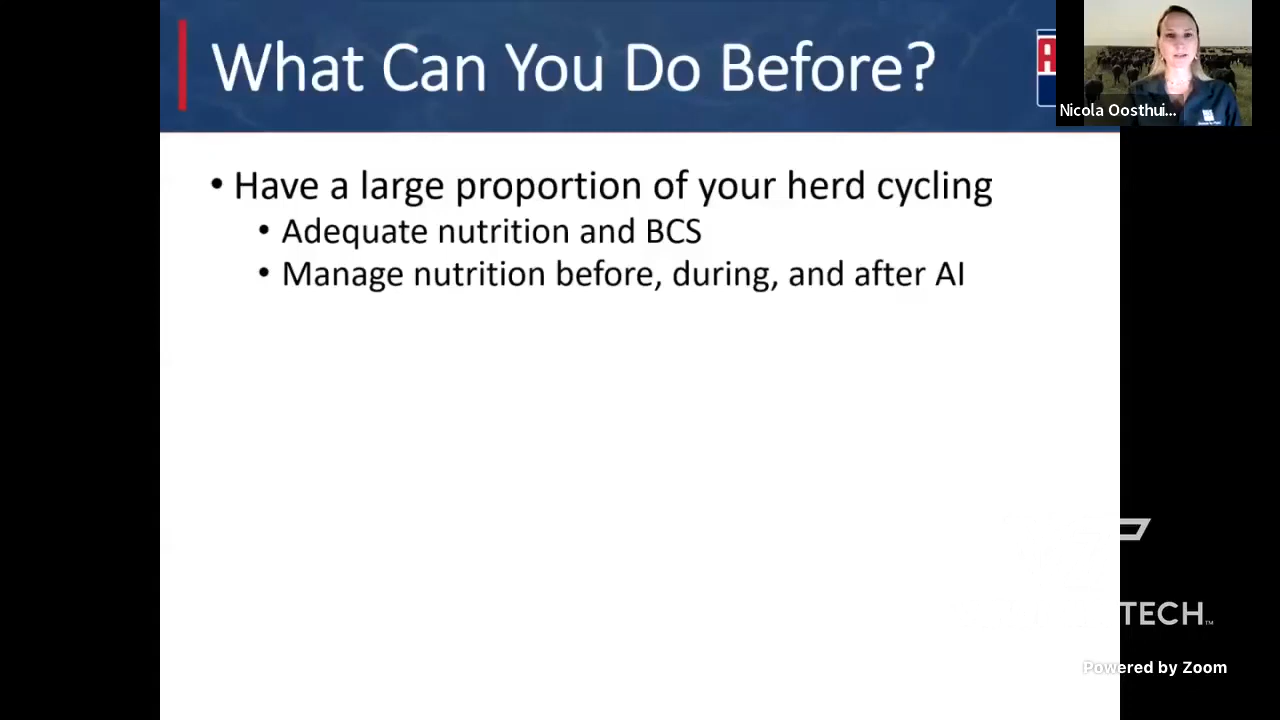 What Can You Do Before?
A
Nicola Oosthui...
• Have a large proportion of your herd cycling
• Adequate nutrition and BCS
• Manage nutrition before, during, and after AI
TECH™
Powered by Zoom